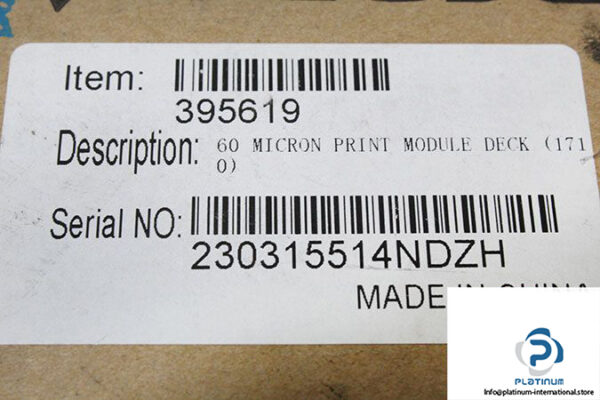 Item:
395619
Description: 60 MICRON PRINT MODULE DECK (171
0)
Serial NO:
230315514NDZH
MADE IN CHINA
PLATINUM
Info@platinum-international.store